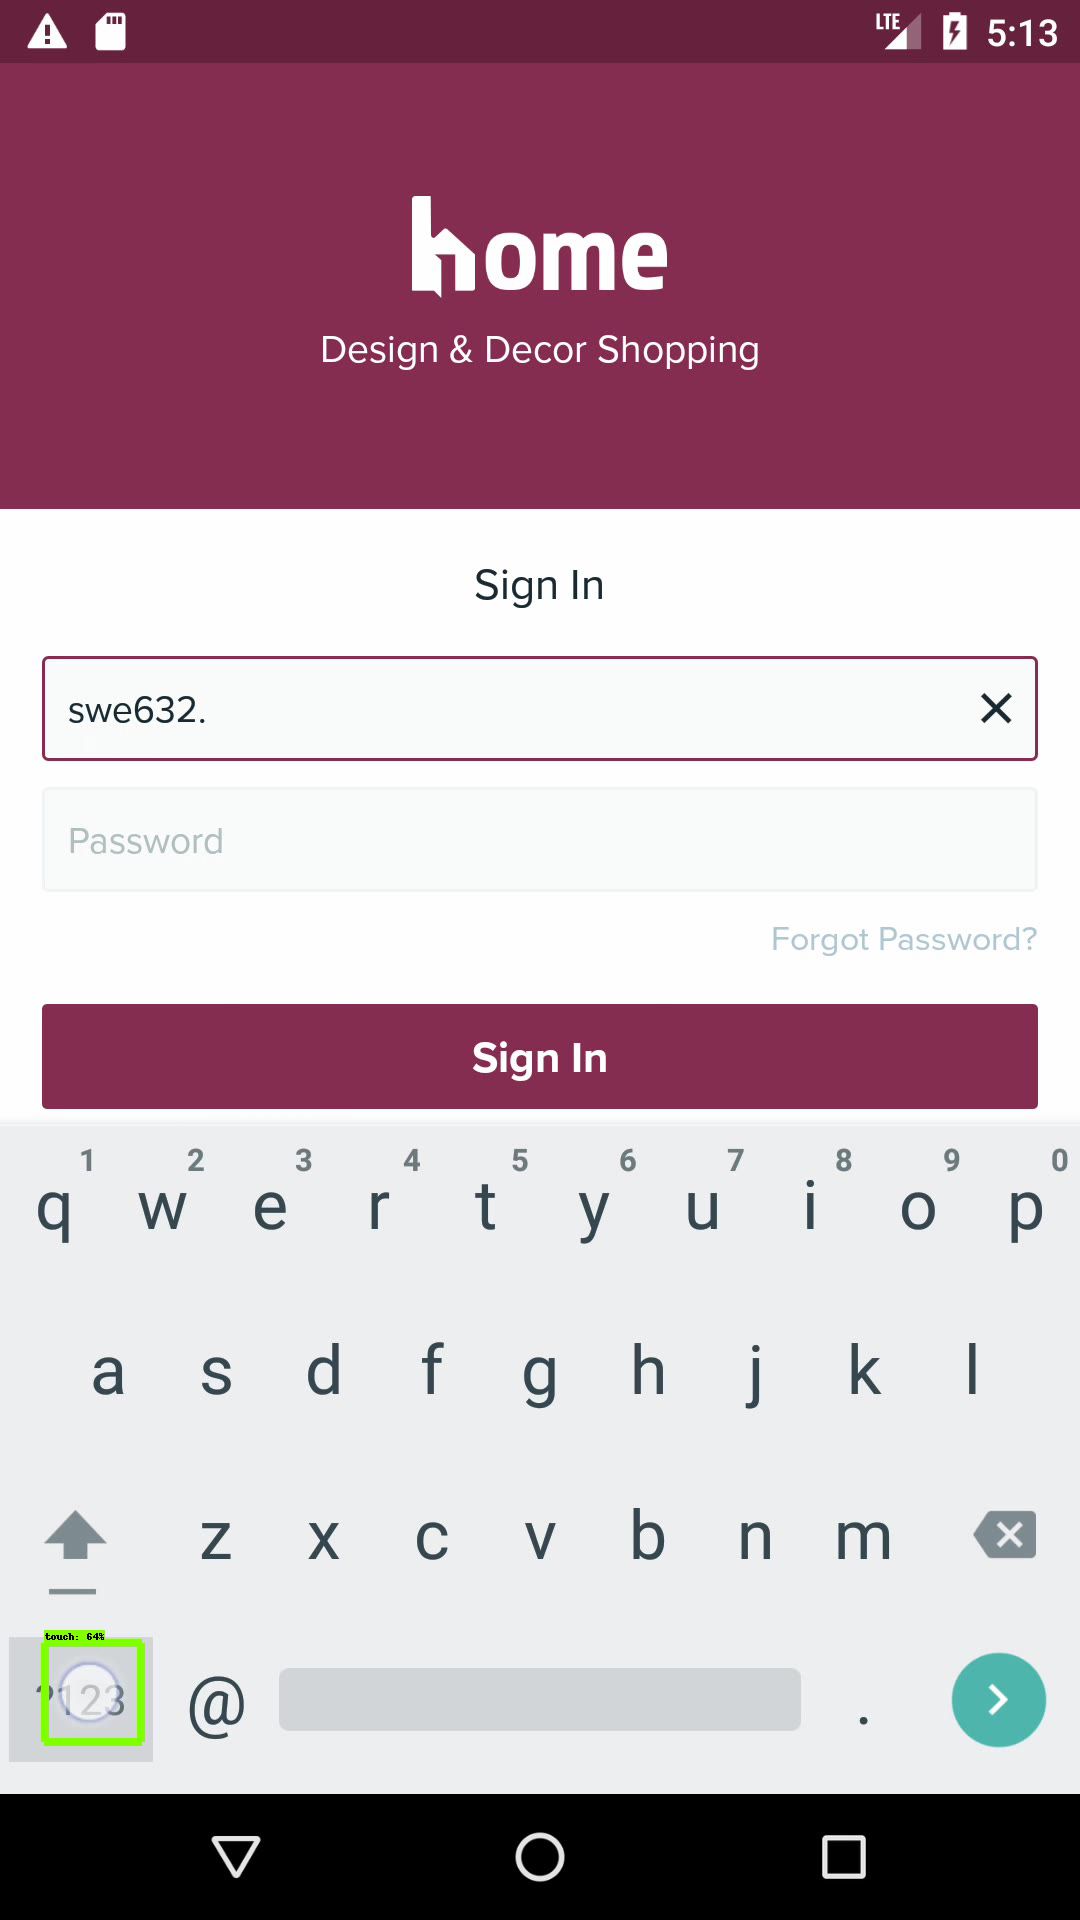 LTE 5:13
home
Design & Decor Shopping
Sign In
swe632.
Password
Forgot Password?
Sign In
1 2 3 4 5 6 7 8 9 0
q w e r t y u i o p
a s d f g h j k l
z x c v b n m
touch: 64%
?123 @ .